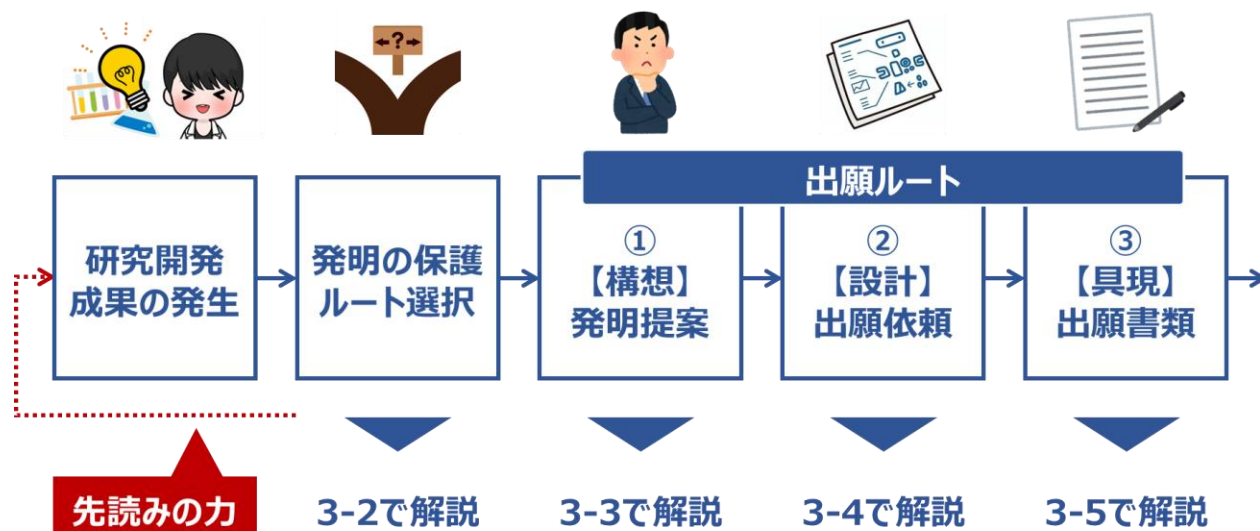 ←?→
出願ルート
研究開発
成果の発生
発明の保護
ルート選択
①
【構想】
発明提案
②
【設計】
出願依頼
③
【具現】
出願書類
先読みの力
3-2で解説
3-3で解説
3-4で解説
3-5で解説